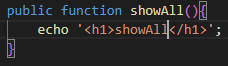 public function showAll(){
    echo '<h1>showAll</h1>';
}